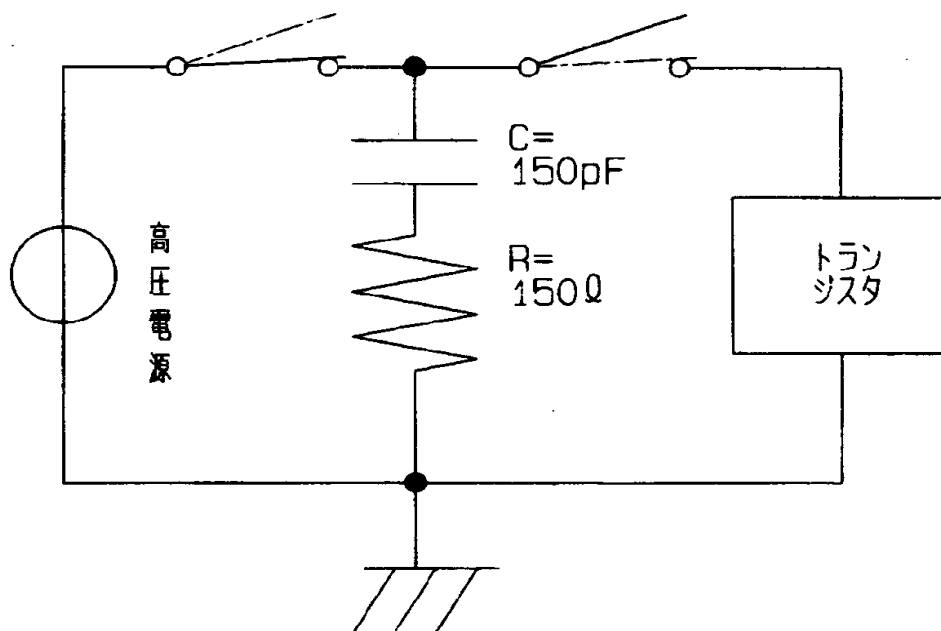 C=
150pF
高圧電源
R=
150Ω
トラン
ジスタ